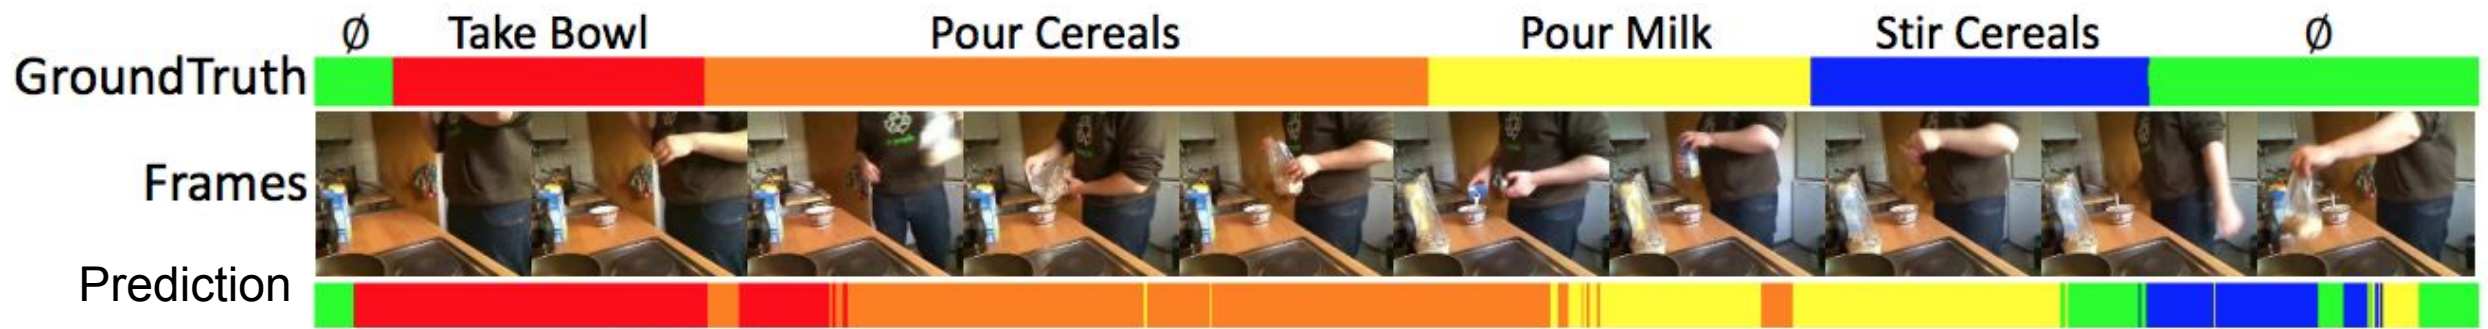 Ø Take Bowl Pour Cereals Pour Milk Stir Cereals Ø
GroundTruth
Frames
Prediction